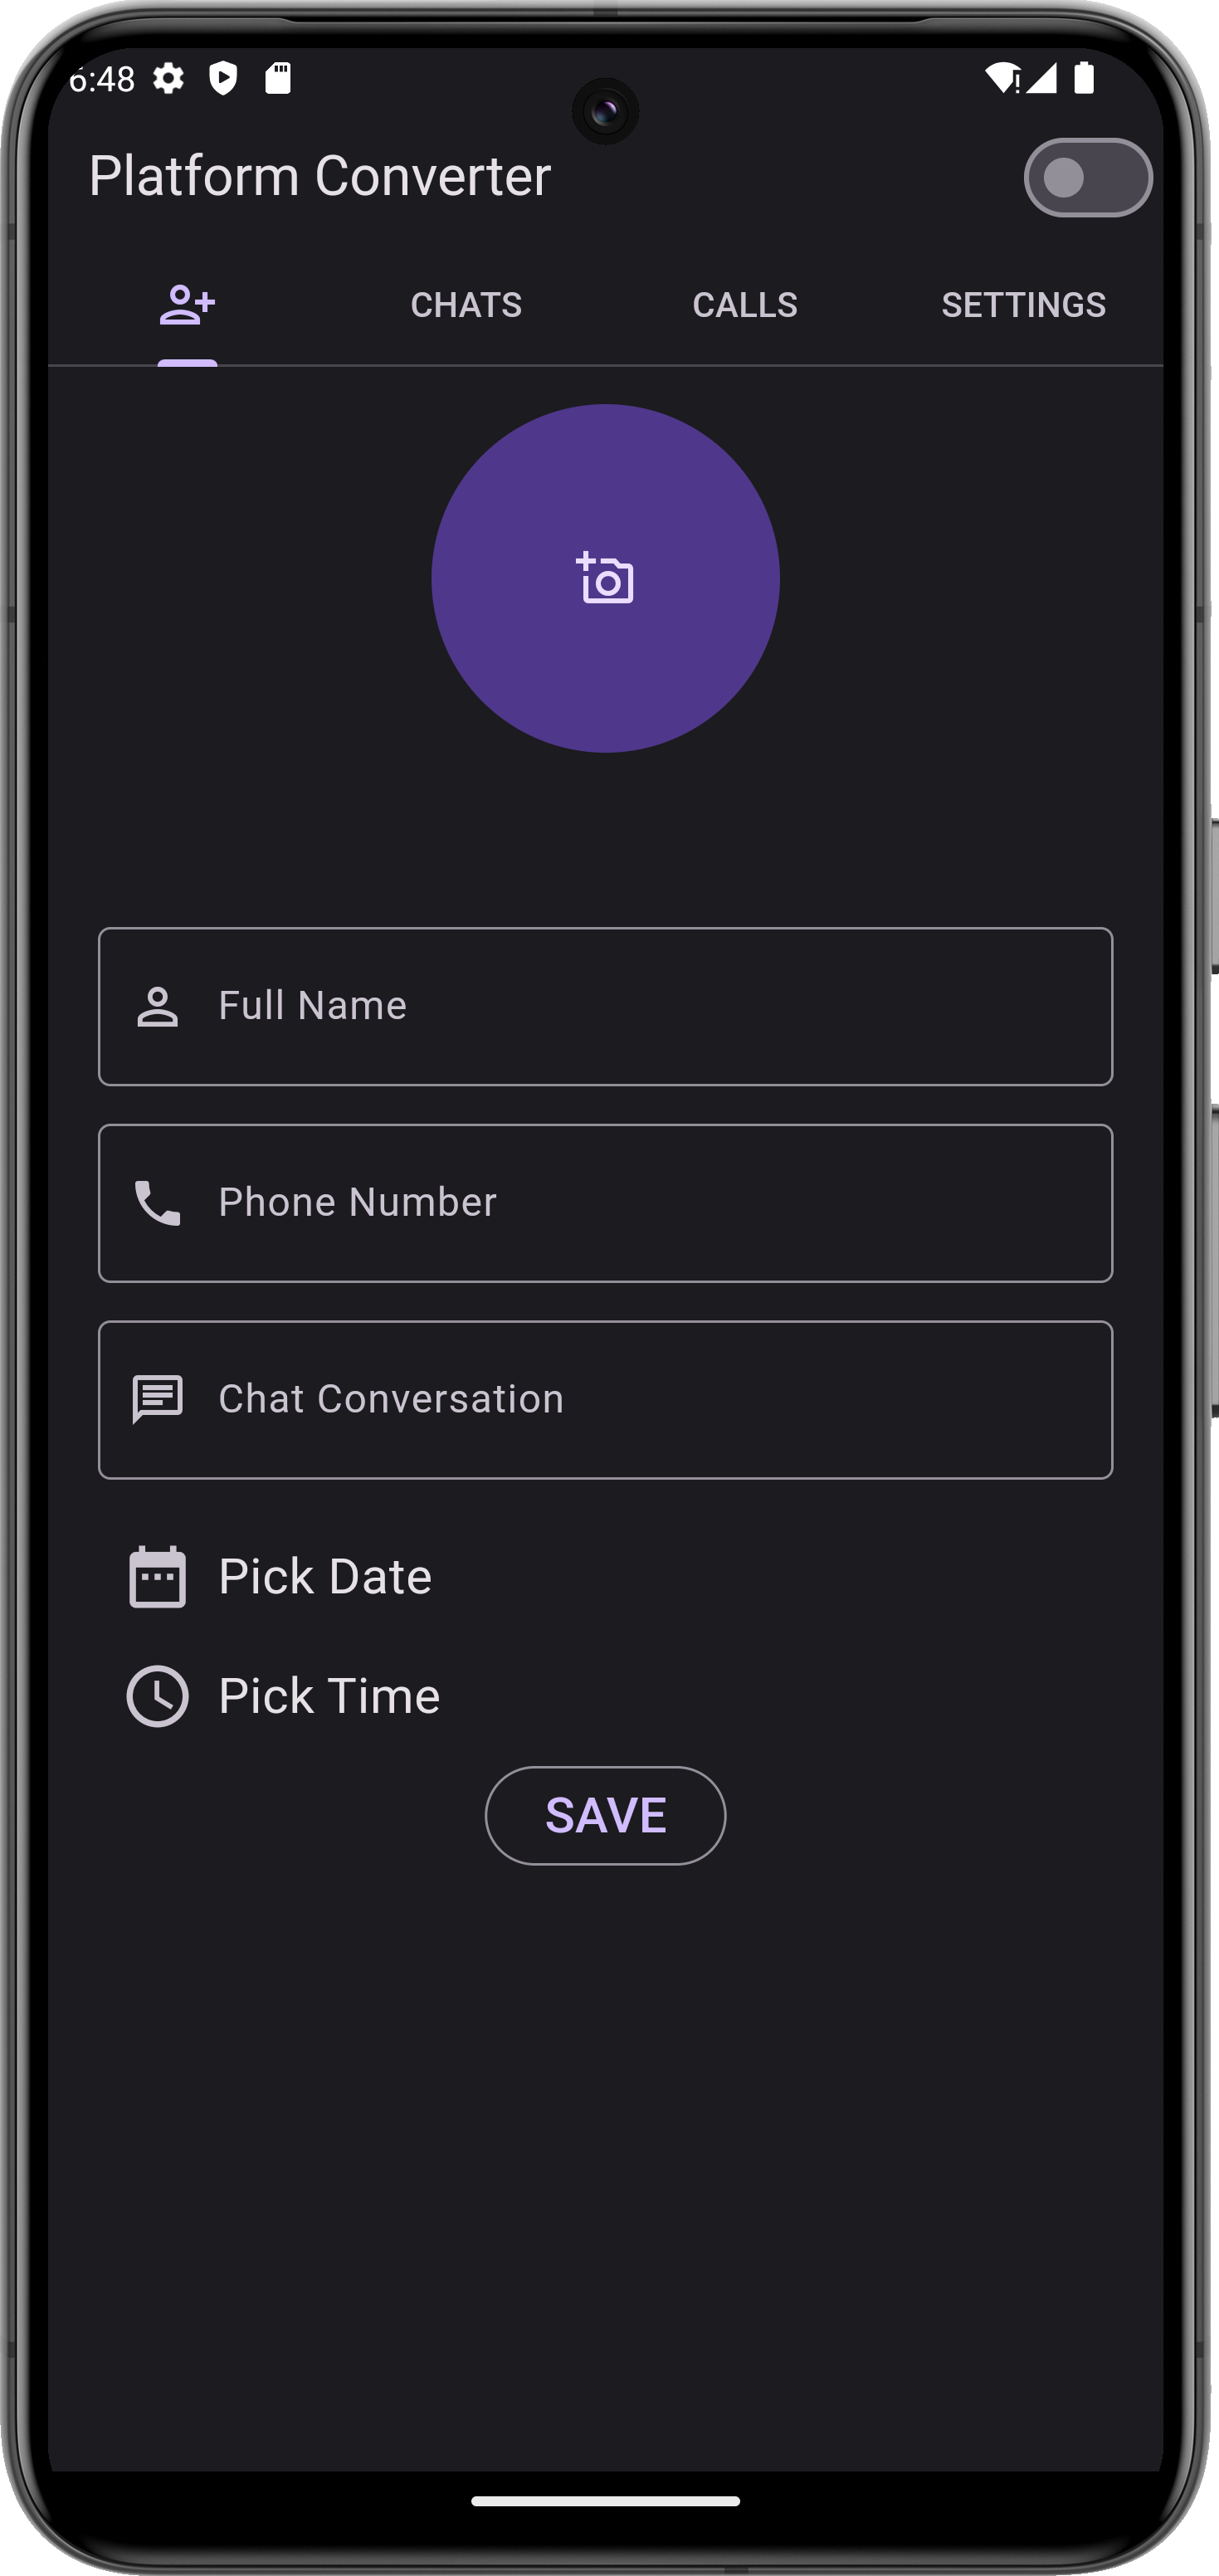 6:48
Platform Converter
CHATS CALLS SETTINGS
Full Name
Phone Number
Chat Conversation
Pick Date
Pick Time
SAVE